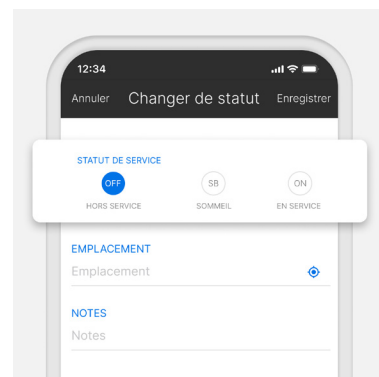 12:34
Annuler Changer de statut Enregistrer
STATUT DE SERVICE
OFF SB ON
HORS SERVICE SOMMEIL EN SERVICE
EMPLACEMENT
Emplacement
NOTES
Notes